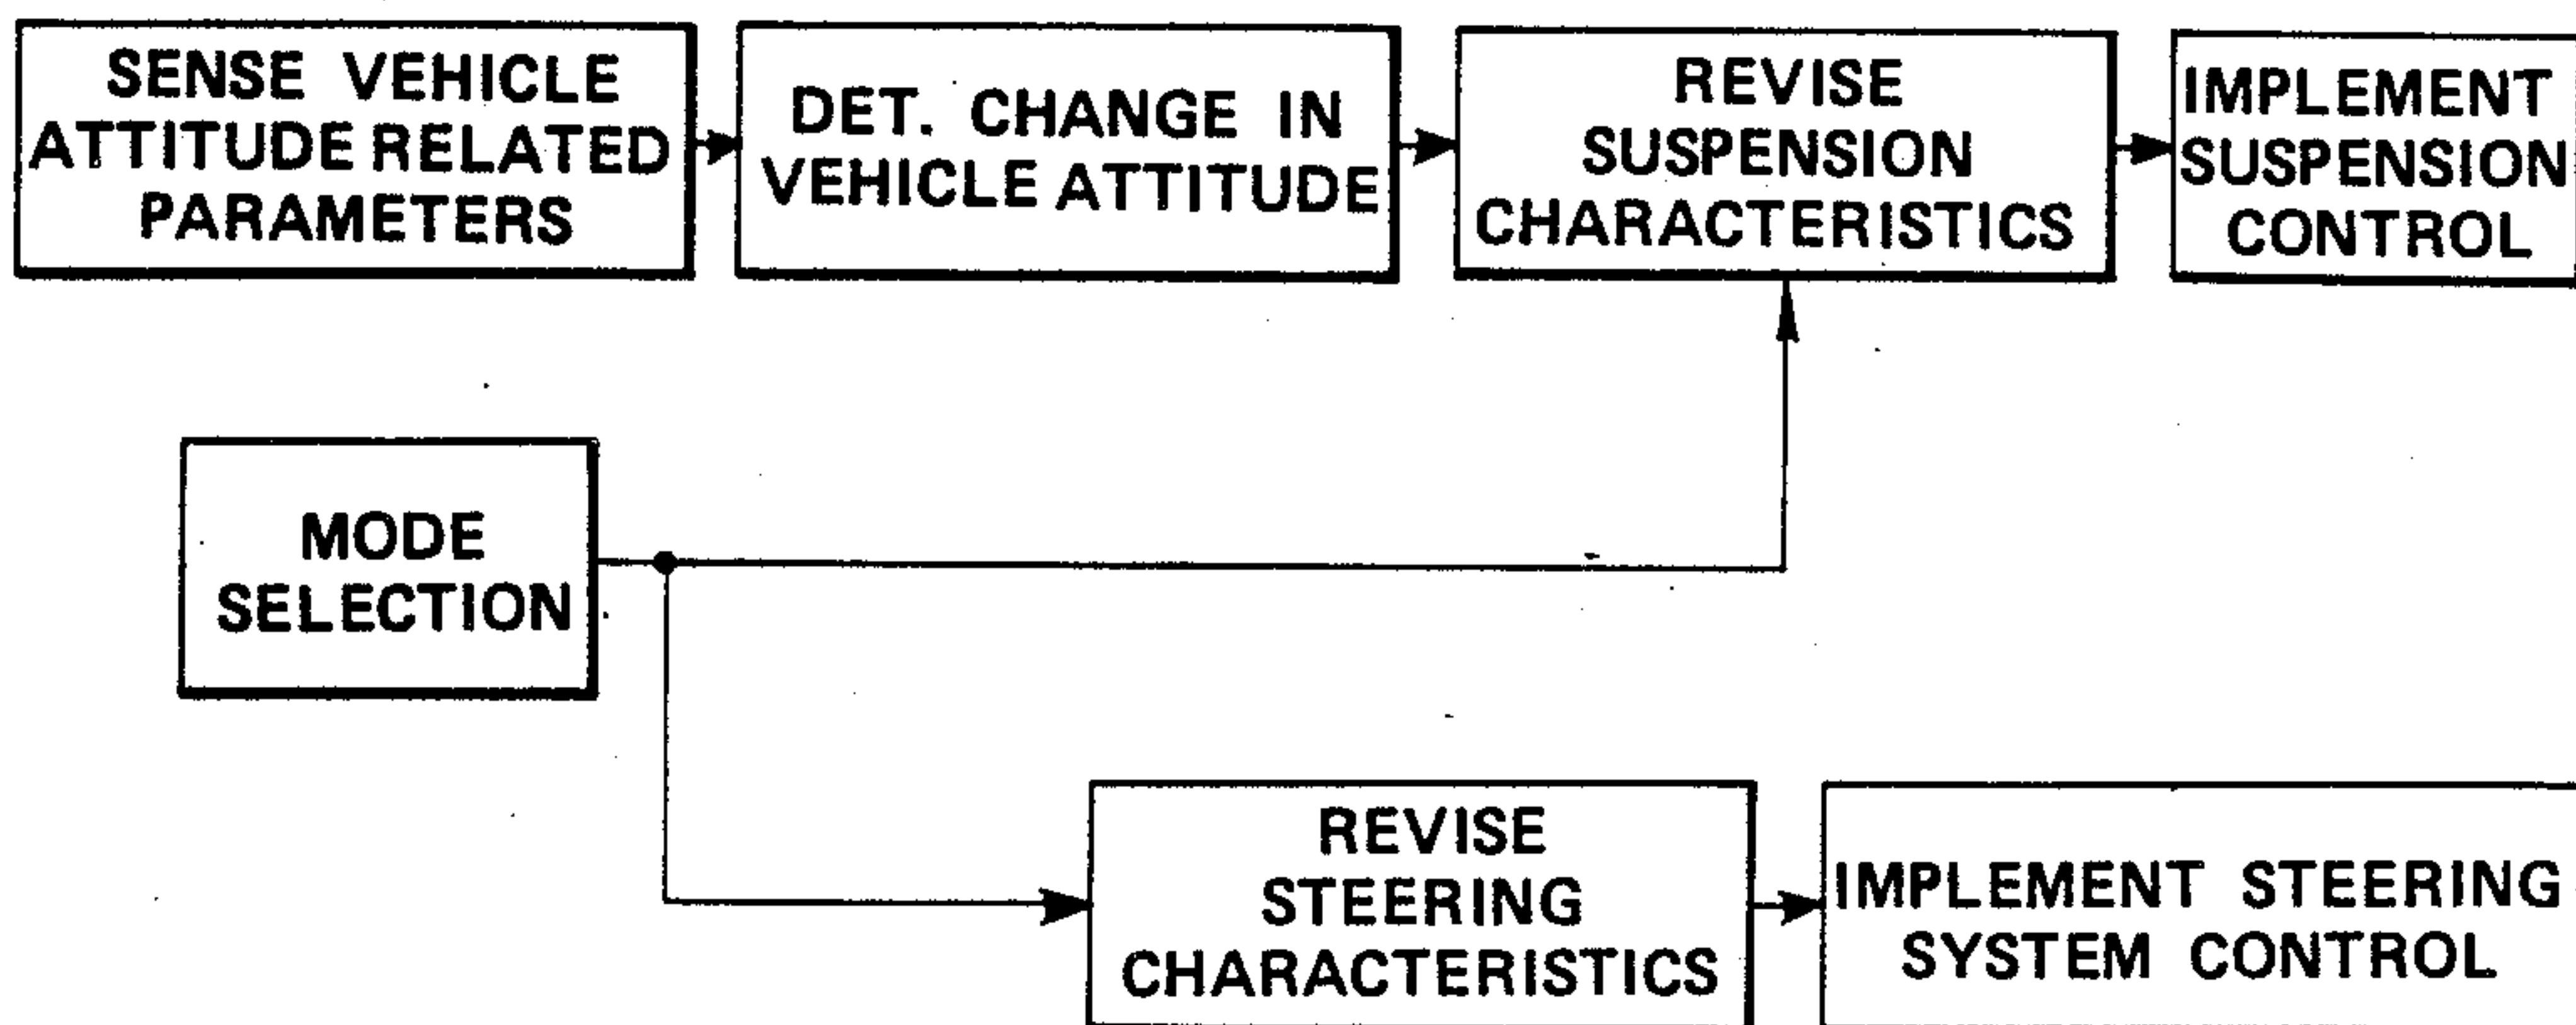 SENSE VEHICLE
ATTITUDE RELATED
PARAMETERS
DET. CHANGE IN
VEHICLE ATTITUDE
REVISE
SUSPENSION
CHARACTERISTICS
IMPLEMENT
SUSPENSION
CONTROL
MODE
SELECTION
REVISE
STEERING
CHARACTERISTICS
IMPLEMENT STEERING
SYSTEM CONTROL